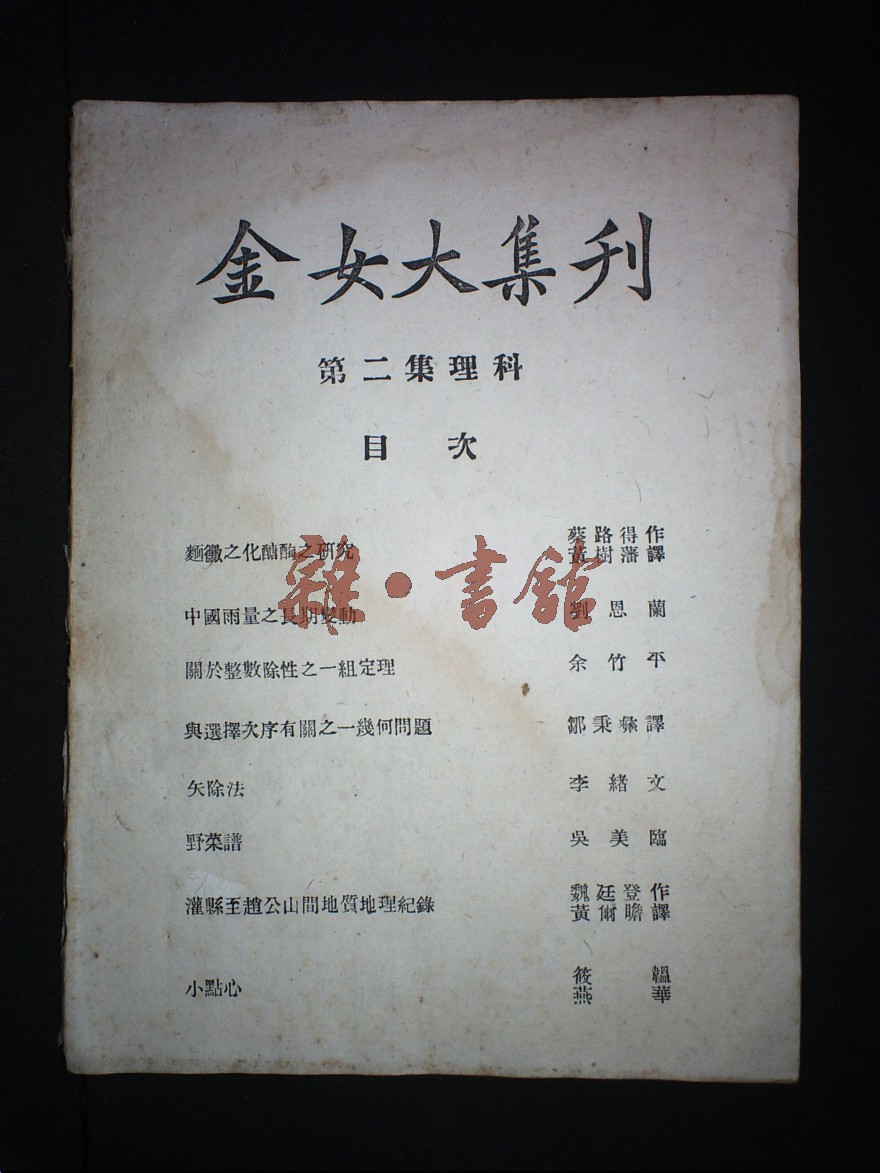 金女大集刊
第二集理科
目次
麵黴之化醣酶之研究 蔡路得作
黃樹藩譯
中國雨量之長期變動 劉恩蘭
關於整數除性之一組定理 余竹平
與選擇次序有關之一幾何問題 鄒秉彝譯
矢除法 李緒文
野菜譜 吳美臨
灌縣至趙公山間地質地理紀錄 魏廷登作
黃爾瞻譯
小點心 筱韞
燕華
雜·書館